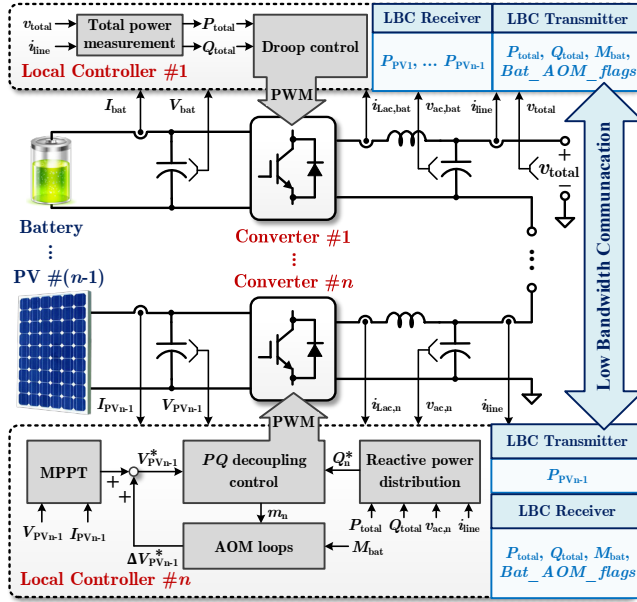 v_total
i_line
Total power
measurement
P_total
Q_total
Droop control
Local Controller #1
PWM
LBC Receiver
P_PV1, ... P_PVn-1
LBC Transmitter
P_total, Q_total, M_bat,
Bat_AOM_flags
I_bat
V_bat
i_Lac,bat
v_ac,bat
i_line
v_total
+
v_total
−
Battery
⋮
PV #(n-1)
Converter #1
⋮
Converter #n
Low Bandwidth Communacation
I_PVn-1
V_PVn-1
PWM
i_Lac,n
v_ac,n
i_line
MPPT
V_PVn-1
I_PVn-1
+
+
V*_PVn-1
PQ decoupling
control
Q*_n
Reactive power
distribution
P_total
Q_total
v_ac,n
i_line
m_n
AOM loops
M_bat
ΔV*_PVn-1
Local Controller #n
LBC Transmitter
P_PVn-1
LBC Receiver
P_total, Q_total, M_bat,
Bat_AOM_flags